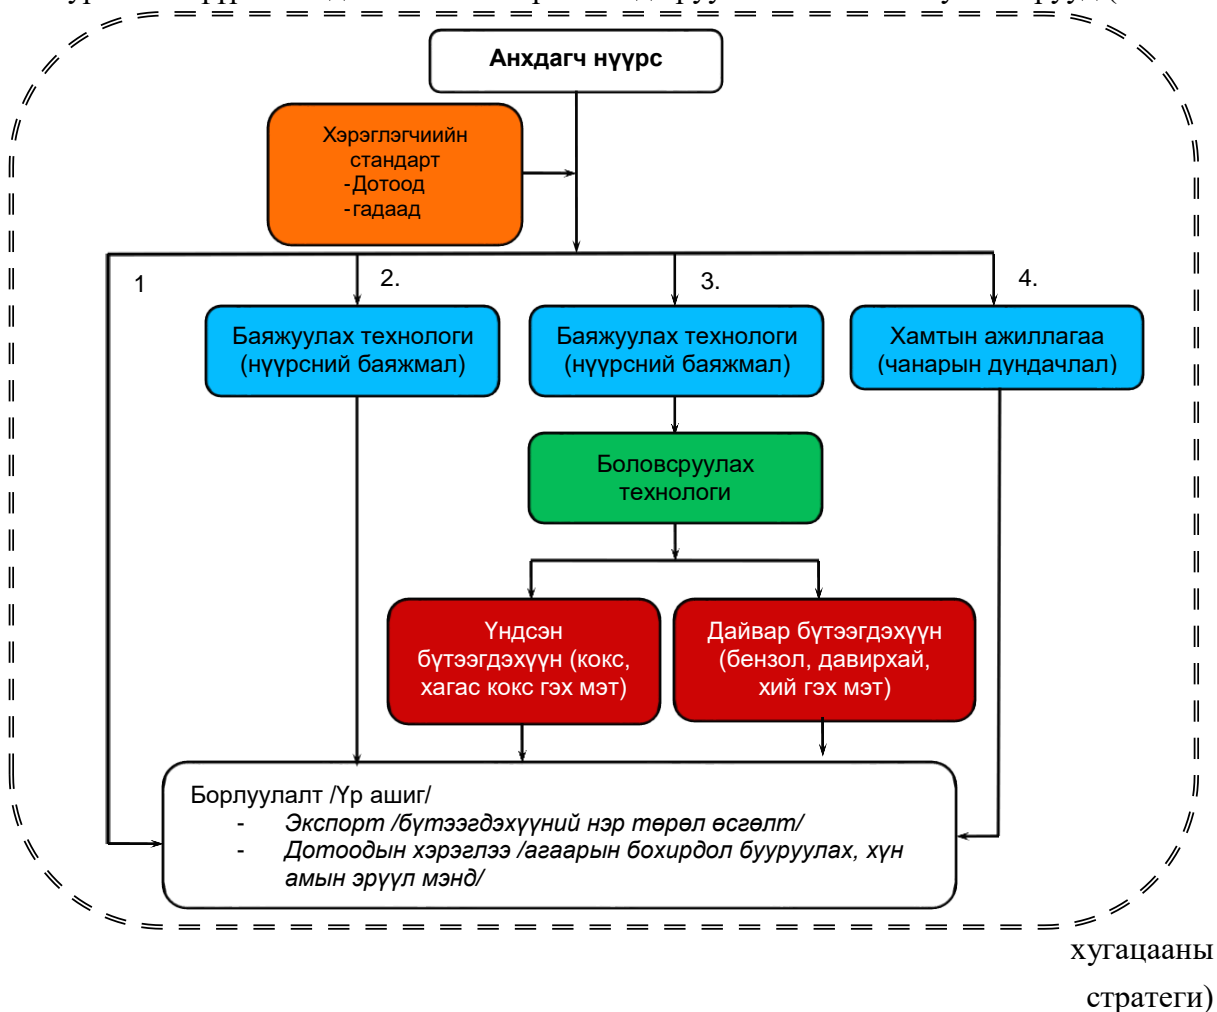 Анхдагч нүүрс
Хэрэглэгчиийн
стандарт
-Дотоод
-гадаад
1
2.
3.
4.
Баяжуулах технологи
(нүүрсний баяжмал)
Баяжуулах технологи
(нүүрсний баяжмал)
Хамтын ажиллагаа
(чанарын дундачлал)
Боловсруулах
технологи
Үндсэн
бүтээгдэхүүн (кокс,
хагас кокс гэх мэт)
Дайвар бүтээгдэхүүн
(бензол, давирхай,
хий гэх мэт)
Борлуулалт /Үр ашиг/
- Экспорт /бүтээгдэхүүний нэр төрөл өсгөлт/
- Дотоодын хэрэглээ /агаарын бохирдол бууруулах, хүн
амын эрүүл мэнд/
хугацааны
стратеги)